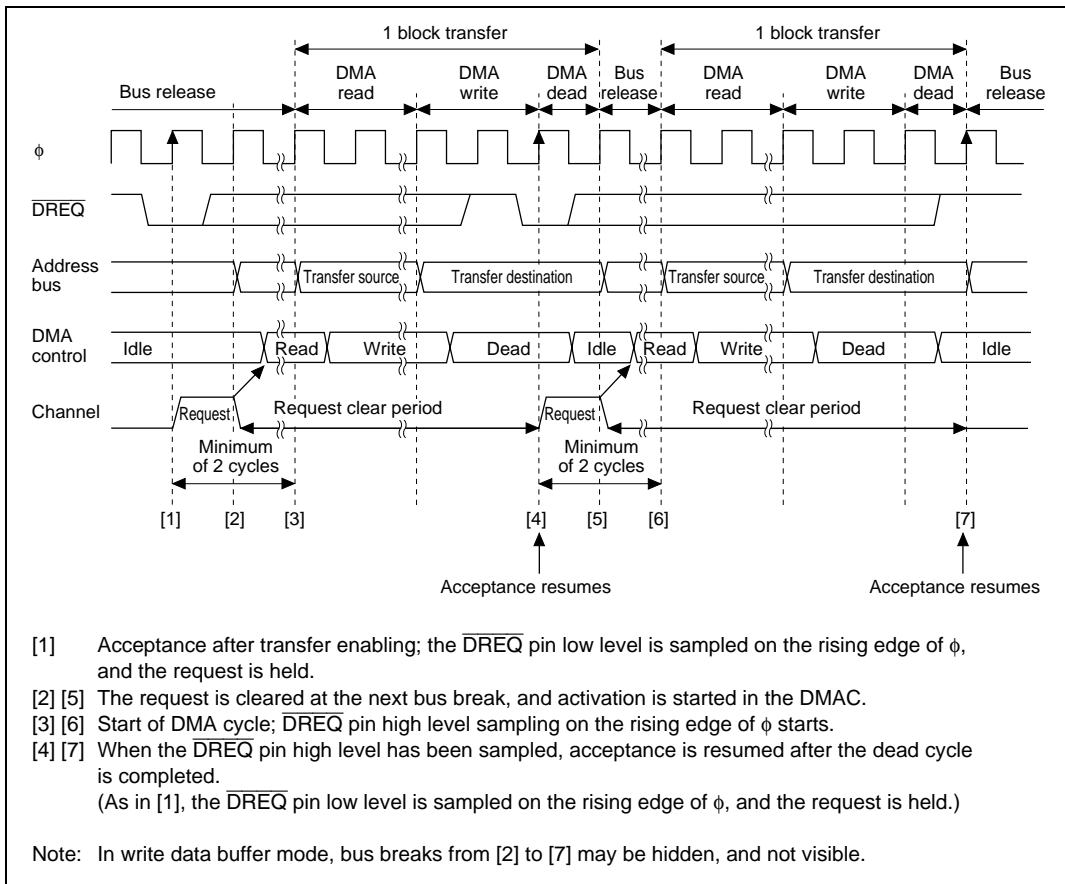 1 block transfer 1 block transfer
Bus release DMA read DMA write DMA dead Bus release DMA read DMA write DMA dead Bus release
φ
DREQ
Address bus Transfer source Transfer destination Transfer source Transfer destination
DMA control Idle Read Write Dead Idle Read Write Dead Idle
Channel Request Request clear period Request Request clear period
Minimum of 2 cycles Minimum of 2 cycles
[1] [2] [3] [4] [5] [6] [7]
Acceptance resumes Acceptance resumes
[1] Acceptance after transfer enabling; the DREQ pin low level is sampled on the rising edge of φ,
and the request is held.
[2] [5] The request is cleared at the next bus break, and activation is started in the DMAC.
[3] [6] Start of DMA cycle; DREQ pin high level sampling on the rising edge of φ starts.
[4] [7] When the DREQ pin high level has been sampled, acceptance is resumed after the dead cycle
is completed.
(As in [1], the DREQ pin low level is sampled on the rising edge of φ, and the request is held.)
Note: In write data buffer mode, bus breaks from [2] to [7] may be hidden, and not visible.